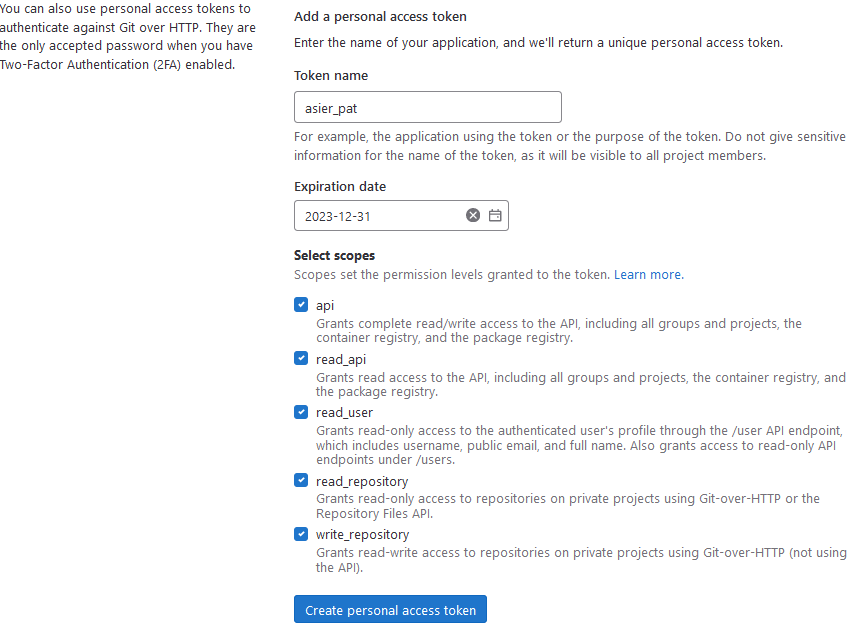 You can also use personal access tokens to
authenticate against Git over HTTP. They are
the only accepted password when you have
Two-Factor Authentication (2FA) enabled.
Add a personal access token
Enter the name of your application, and we'll return a unique personal access token.
Token name
asier_pat
For example, the application using the token or the purpose of the token. Do not give sensitive
information for the name of the token, as it will be visible to all project members.
Expiration date
2023-12-31
Select scopes
Scopes set the permission levels granted to the token. Learn more.
api
Grants complete read/write access to the API, including all groups and projects, the
container registry, and the package registry.
read_api
Grants read access to the API, including all groups and projects, the container registry, and
the package registry.
read_user
Grants read-only access to the authenticated user's profile through the /user API endpoint,
which includes username, public email, and full name. Also grants access to read-only API
endpoints under /users.
read_repository
Grants read-only access to repositories on private projects using Git-over-HTTP or the
Repository Files API.
write_repository
Grants read-write access to repositories on private projects using Git-over-HTTP (not using
the API).
Create personal access token